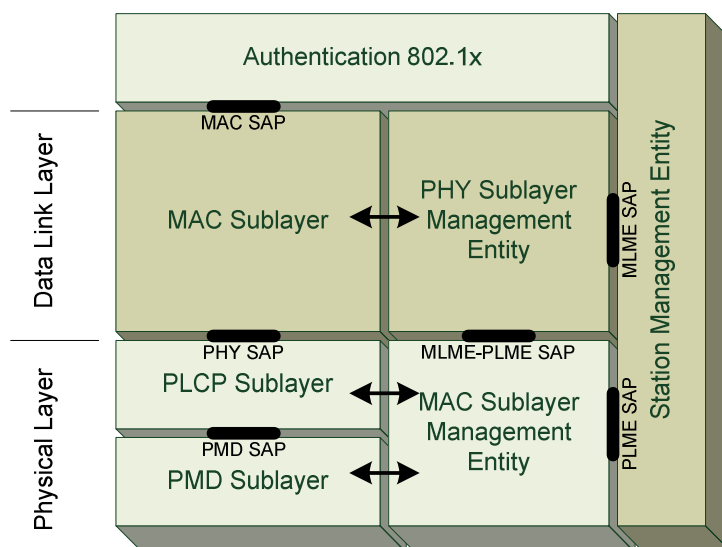 Authentication 802.1x
MAC SAP
Data Link Layer
MAC Sublayer
PHY Sublayer
Management
Entity
MLME SAP
Station Management Entity
PHY SAP
MLME-PLME SAP
Physical Layer
PLCP Sublayer
MAC Sublayer
Management
Entity
PLME SAP
PMD SAP
PMD Sublayer